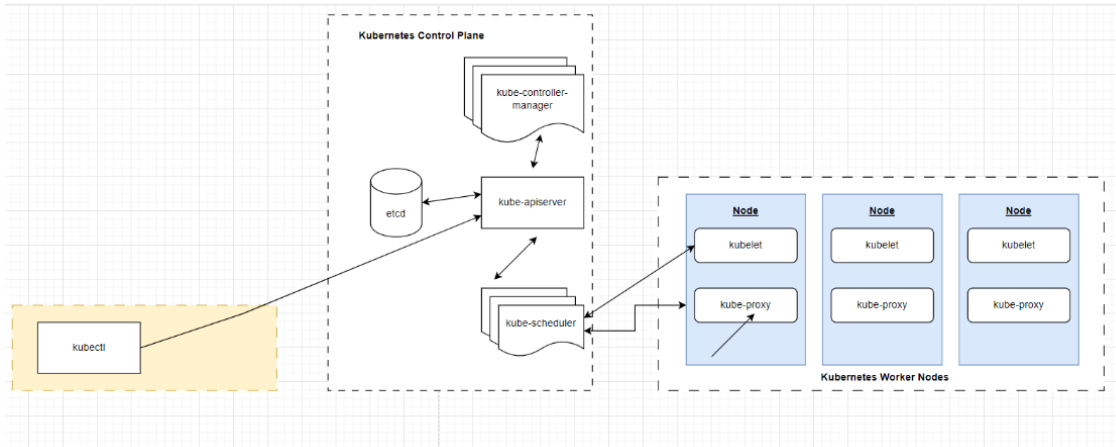 Kubernetes Control Plane
kube-controller-
manager
etcd
kube-apiserver
kube-scheduler
kubectl
Node
kubelet
kube-proxy
Node
kubelet
kube-proxy
Node
kubelet
kube-proxy
Kubernetes Worker Nodes